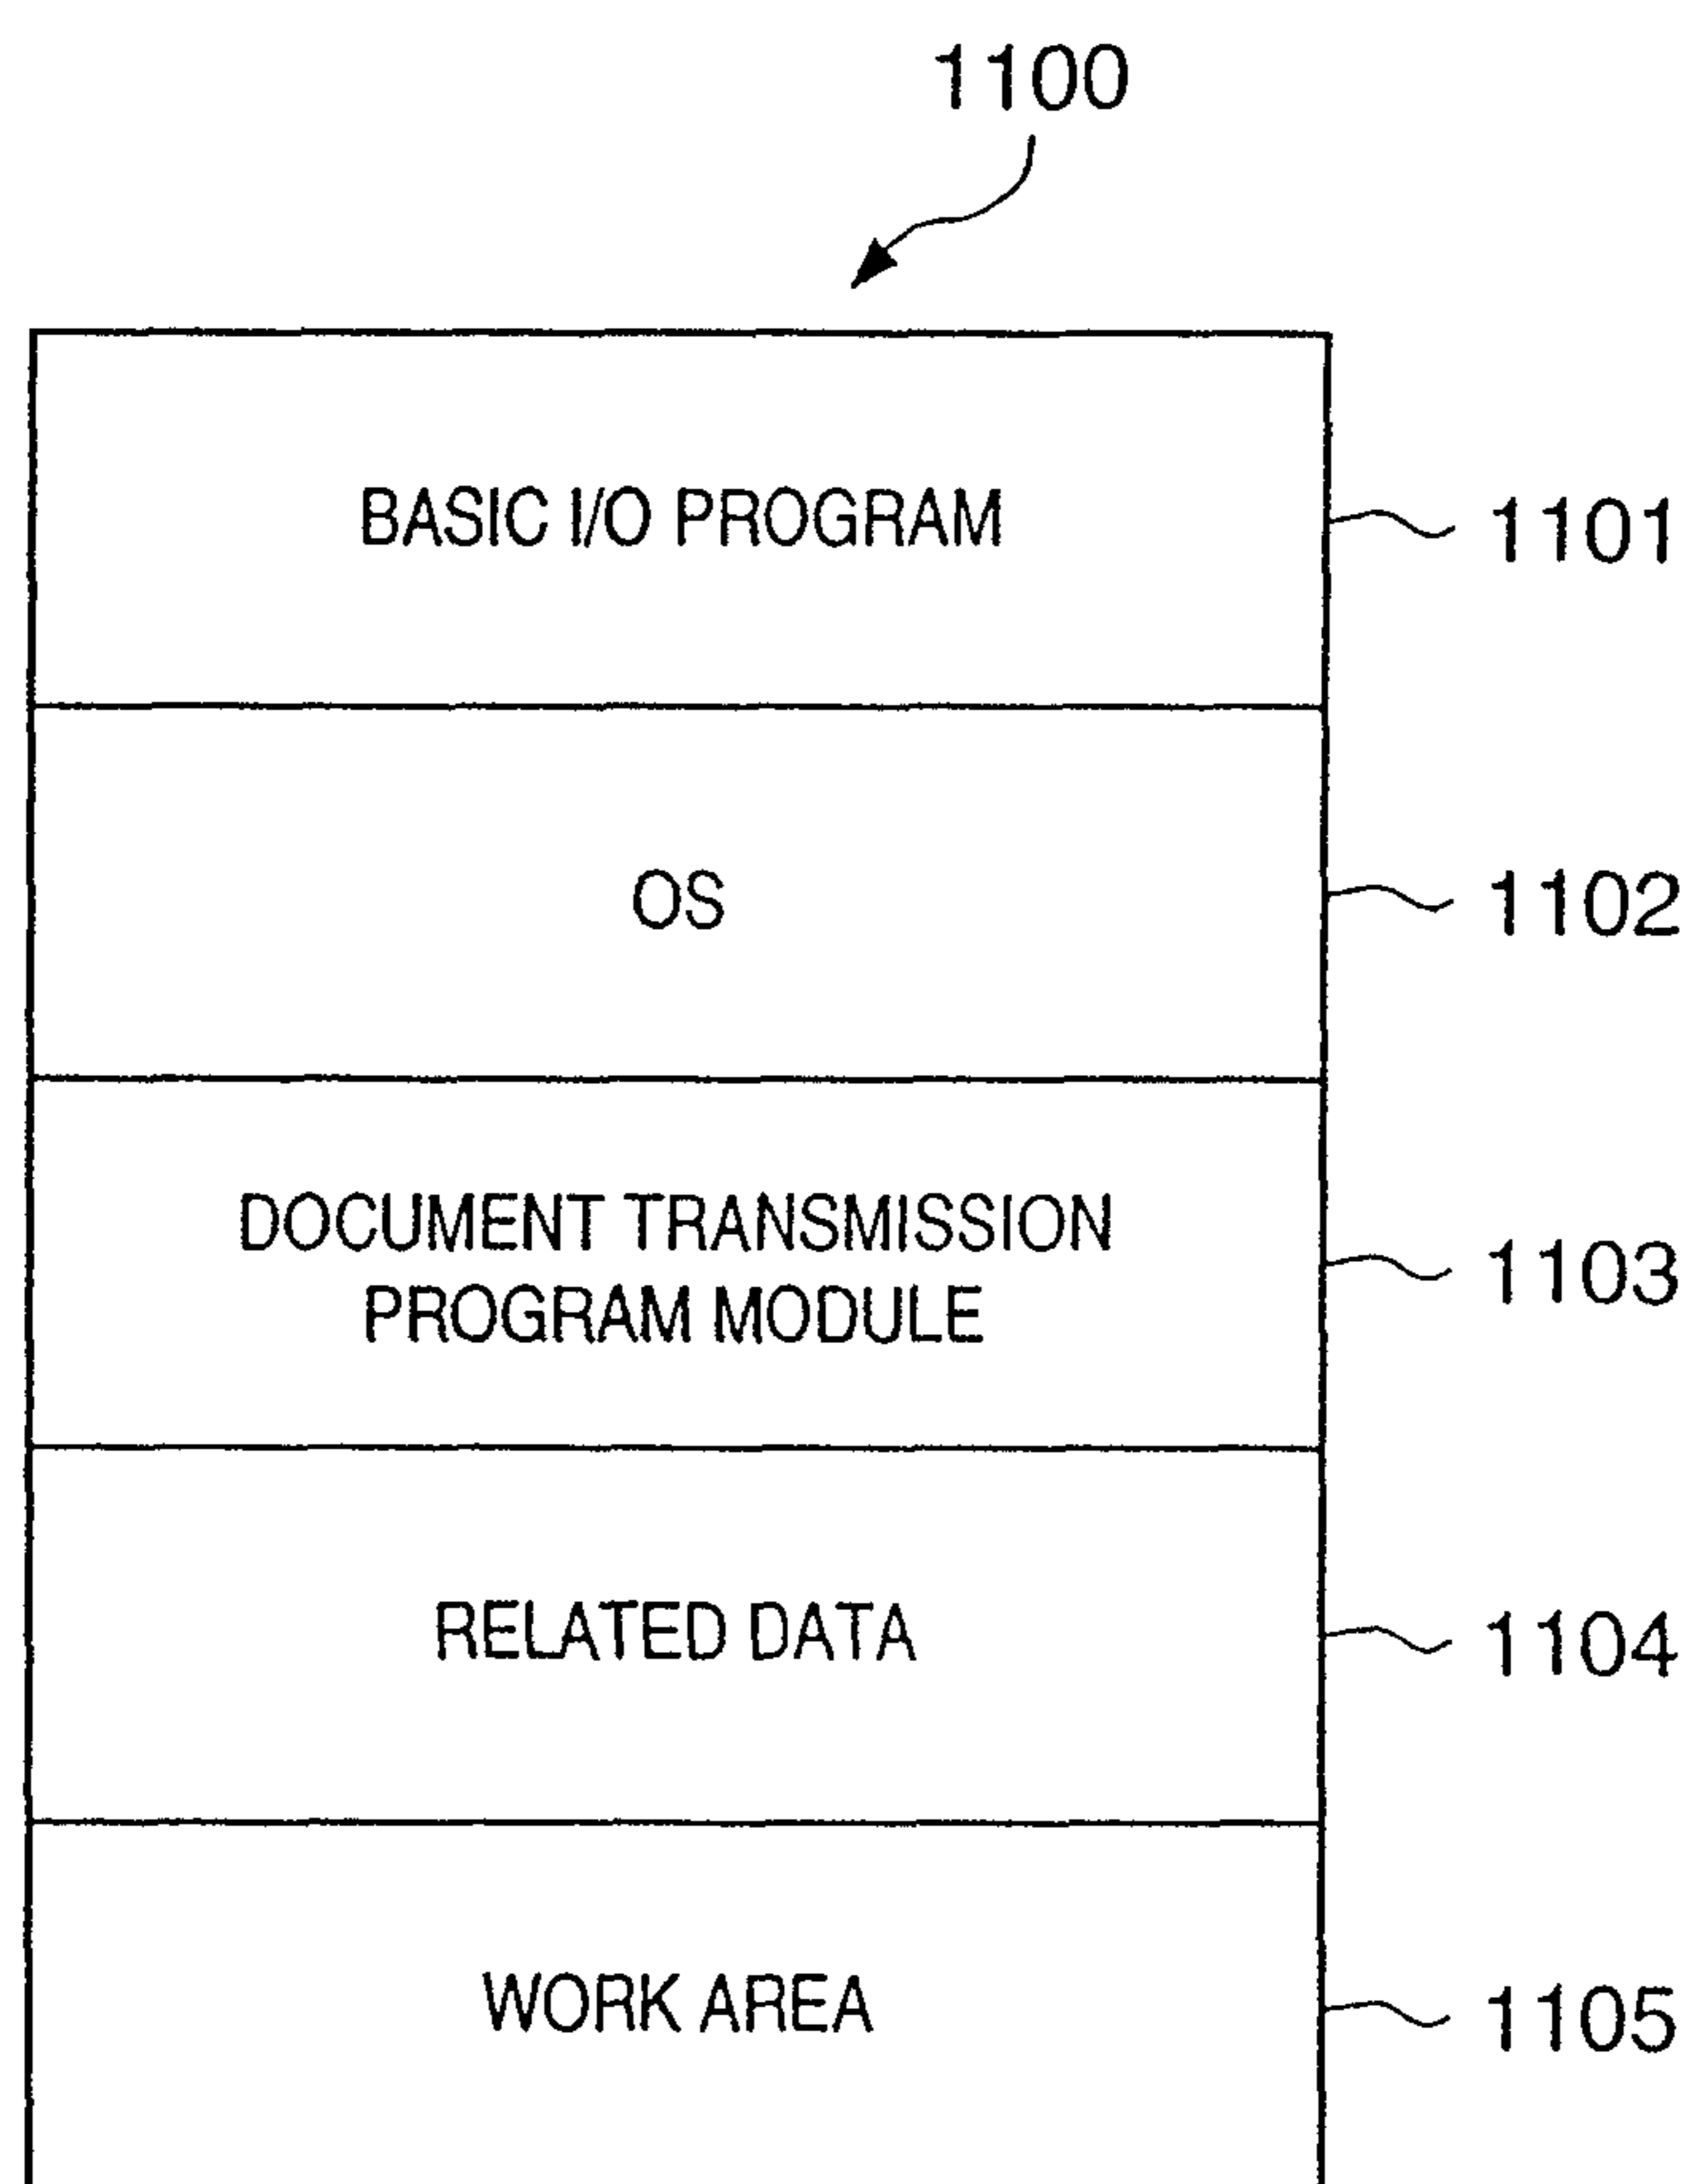 1100
BASIC I/O PROGRAM
1101
OS
1102
DOCUMENT TRANSMISSION
PROGRAM MODULE
1103
RELATED DATA
1104
WORK AREA
1105